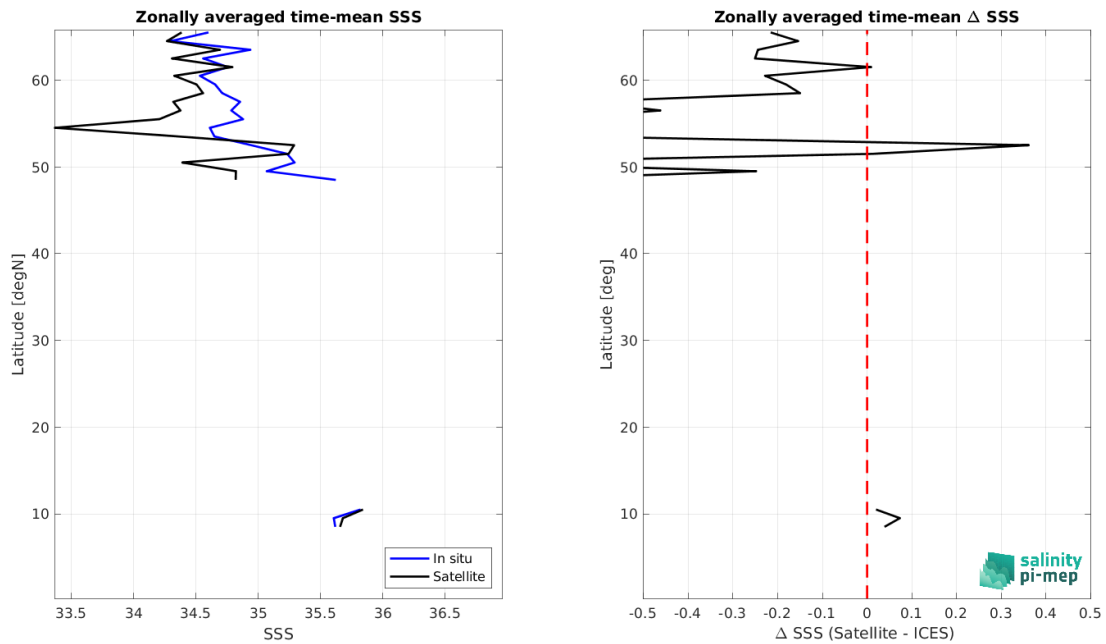 Zonally averaged time-mean SSS
60
50
40
30
20
10
Latitude [degN]
33.5 34 34.5 35 35.5 36 36.5
SSS
In situ
Satellite
Zonally averaged time-mean Δ SSS
60
50
40
30
20
10
Latitude [deg]
-0.5 -0.4 -0.3 -0.2 -0.1 0 0.1 0.2 0.3 0.4 0.5
Δ SSS (Satellite - ICES)
salinity
pi-mep